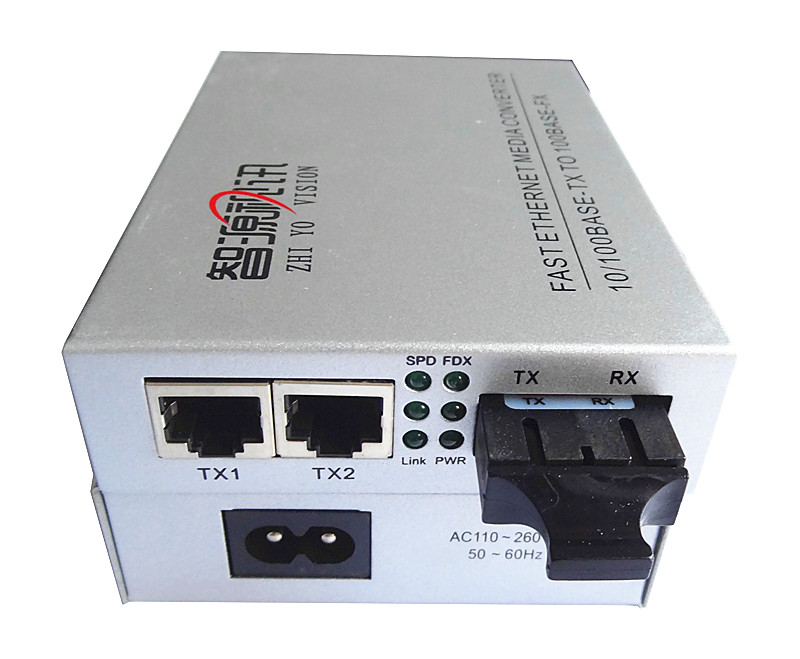 智源视讯
ZHI YO VISION
FAST ETHERNET MEDIA CONVERTER
10/100BASE-TX TO 100BASE-FX
SPD FDX
TX RX
TX RX
Link PWR
TX1 TX2
AC110~260
50~60Hz